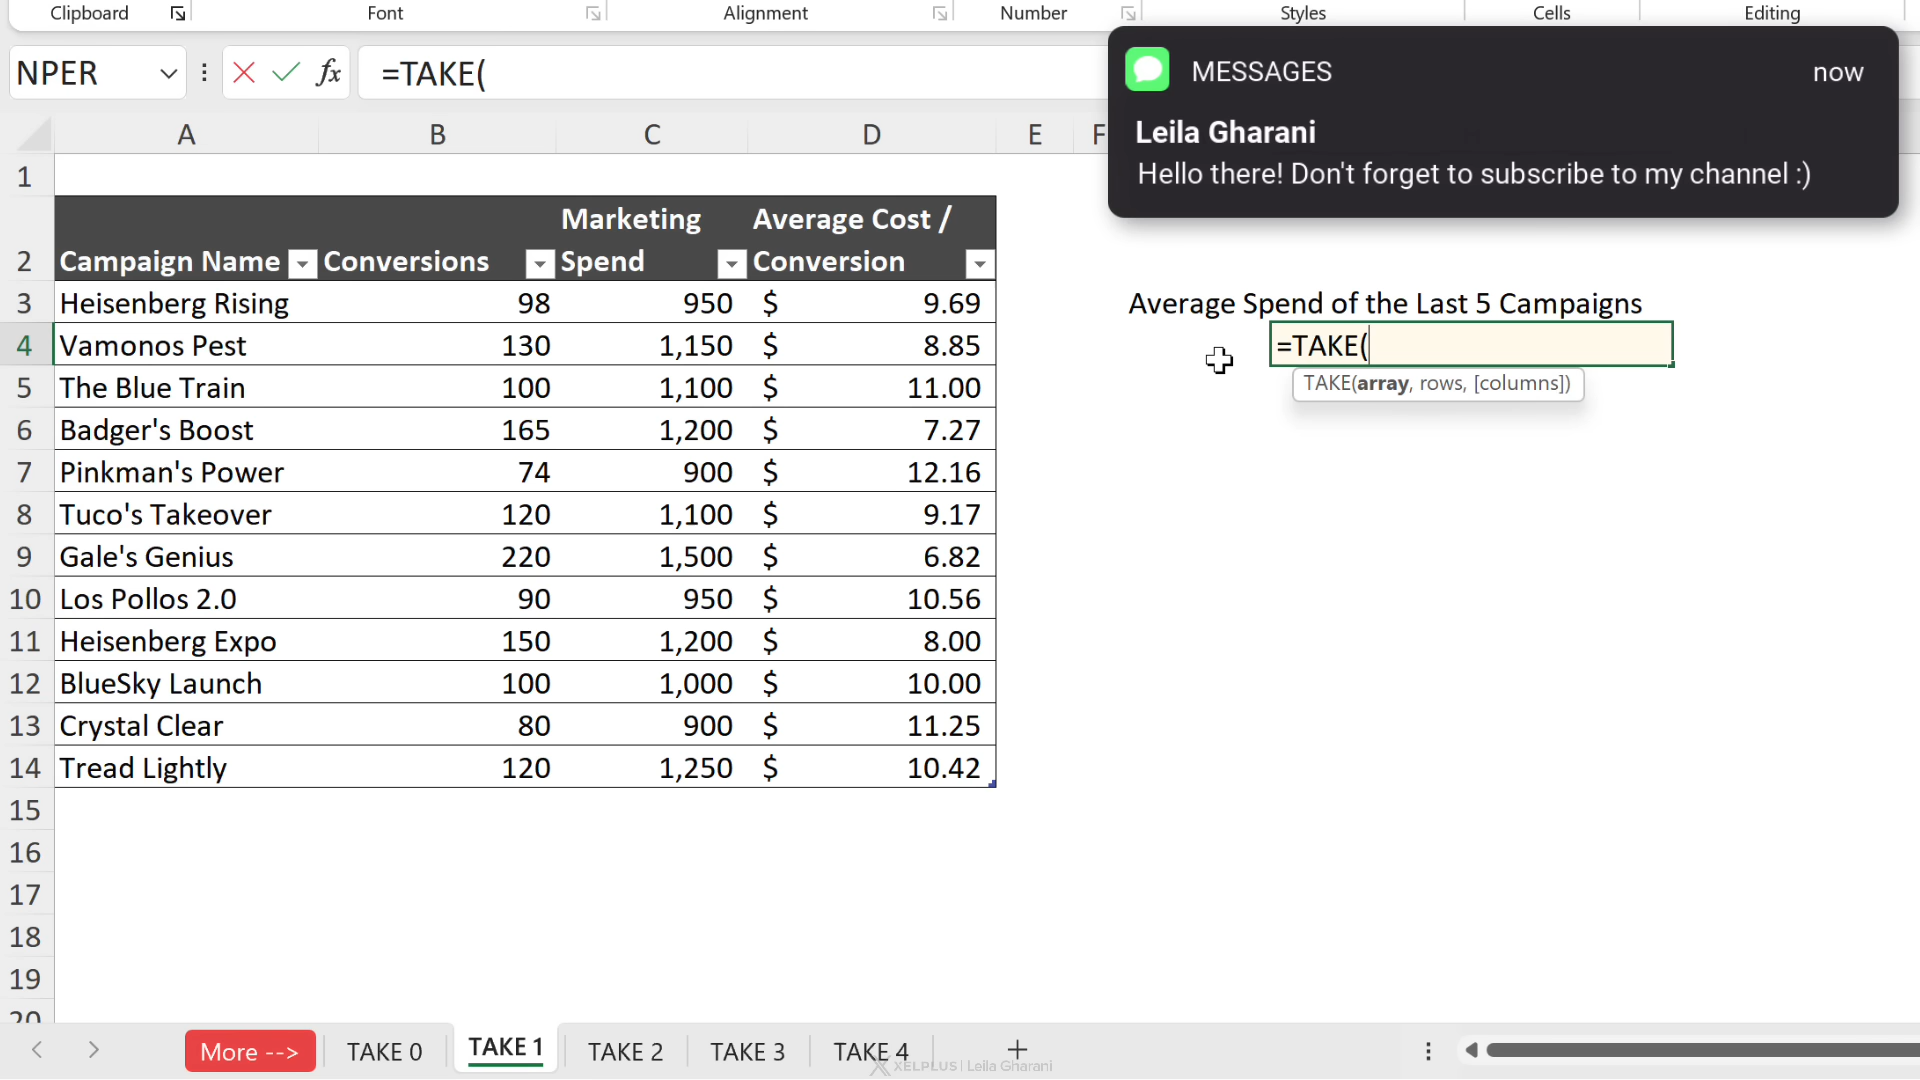 Clipboard Font Alignment Number Styles Cells Editing
NPER fx =TAKE(
MESSAGES now
Leila Gharani
Hello there! Don't forget to subscribe to my channel :)
A B C D E F
1
2 Campaign Name Conversions Marketing Spend Average Cost / Conversion
3 Heisenberg Rising 98 950 $ 9.69 Average Spend of the Last 5 Campaigns
4 Vamonos Pest 130 1,150 $ 8.85 =TAKE(
TAKE(array, rows, [columns])
5 The Blue Train 100 1,100 $ 11.00
6 Badger's Boost 165 1,200 $ 7.27
7 Pinkman's Power 74 900 $ 12.16
8 Tuco's Takeover 120 1,100 $ 9.17
9 Gale's Genius 220 1,500 $ 6.82
10 Los Pollos 2.0 90 950 $ 10.56
11 Heisenberg Expo 150 1,200 $ 8.00
12 BlueSky Launch 100 1,000 $ 10.00
13 Crystal Clear 80 900 $ 11.25
14 Tread Lightly 120 1,250 $ 10.42
15
16
17
18
19
20
More --> TAKE 0 TAKE 1 TAKE 2 TAKE 3 TAKE 4
XELPLUS | Leila Gharani